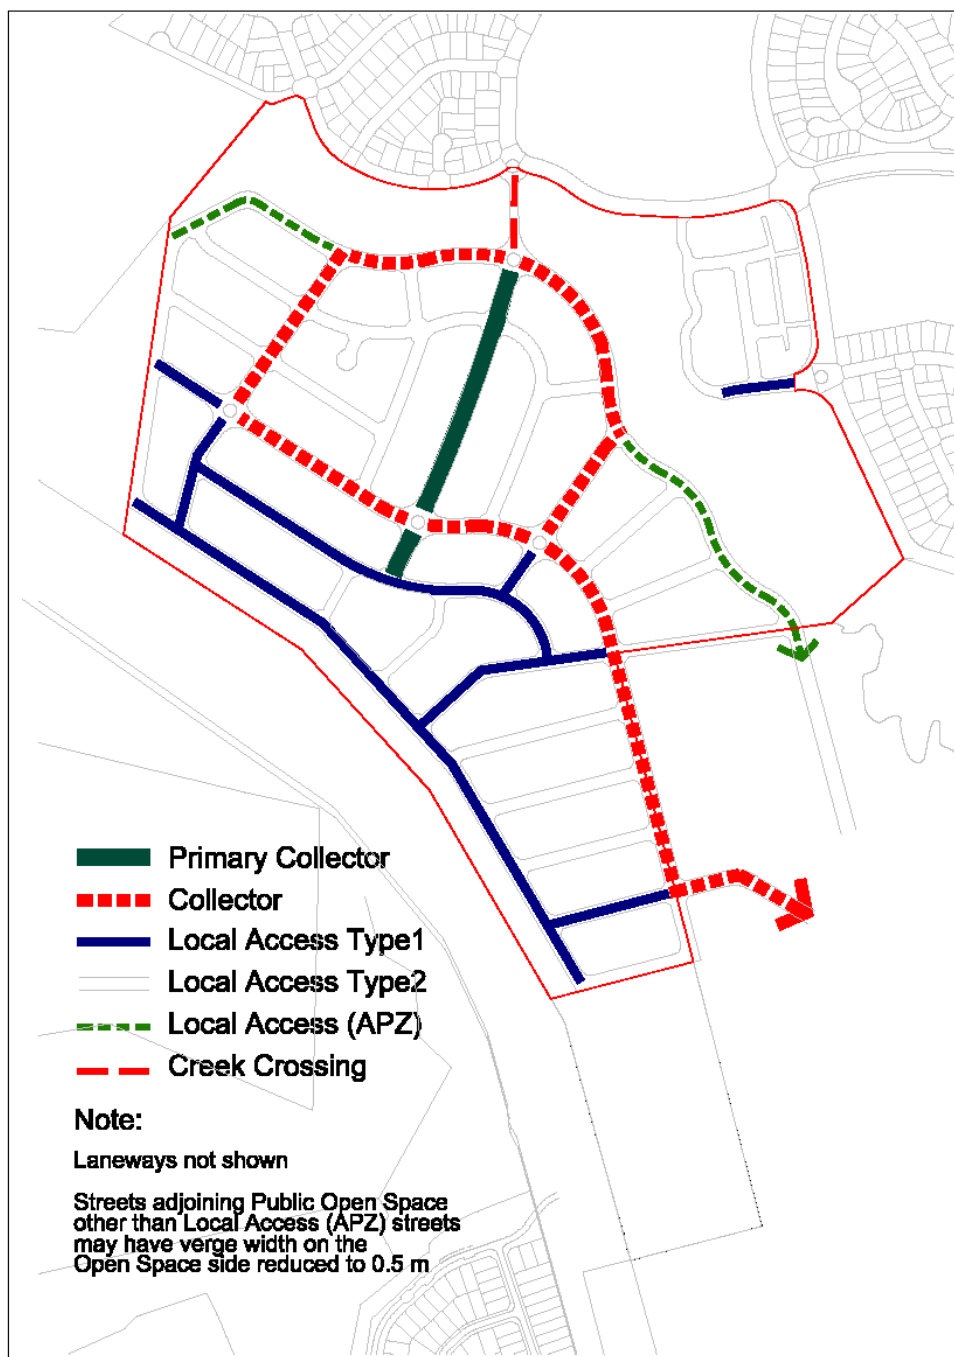 Primary Collector
Collector
Local Access Type1
Local Access Type2
Local Access (APZ)
Creek Crossing
Note:
Laneways not shown
Streets adjoining Public Open Space
other than Local Access (APZ) streets
may have verge width on the
Open Space side reduced to 0.5 m